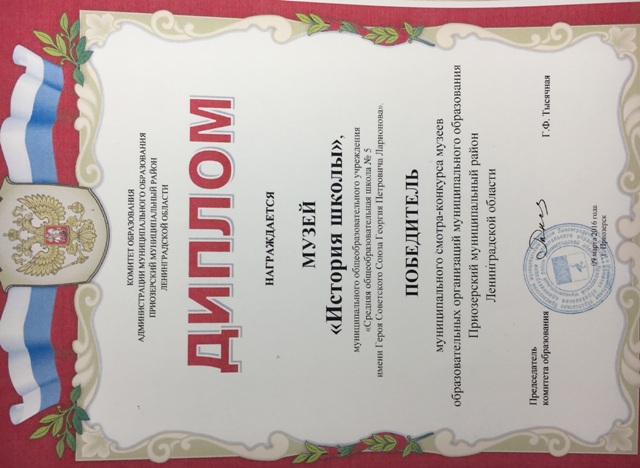 КОМИТЕТ ОБРАЗОВАНИЯ
АДМИНИСТРАЦИИ МУНИЦИПАЛЬНОГО ОБРАЗОВАНИЯ
ПРИОЗЕРСКИЙ МУНИЦИПАЛЬНЫЙ РАЙОН
ЛЕНИНГРАДСКОЙ ОБЛАСТИ
ДИПЛОМ
НАГРАЖДАЕТСЯ
МУЗЕЙ
«История школы»,
муниципального общеобразовательного учреждения
«Средняя общеобразовательная школа № 5
имени Героя Советского Союза Георгия Петровича Ларионова»,
ПОБЕДИТЕЛЬ
муниципального смотра-конкурса музеев
образовательных организаций муниципального образования
Приозерский муниципальный район
Ленинградской области
Председатель
комитета образования Г.Ф. Тысячная
марта 2016 года
г. Приозерск